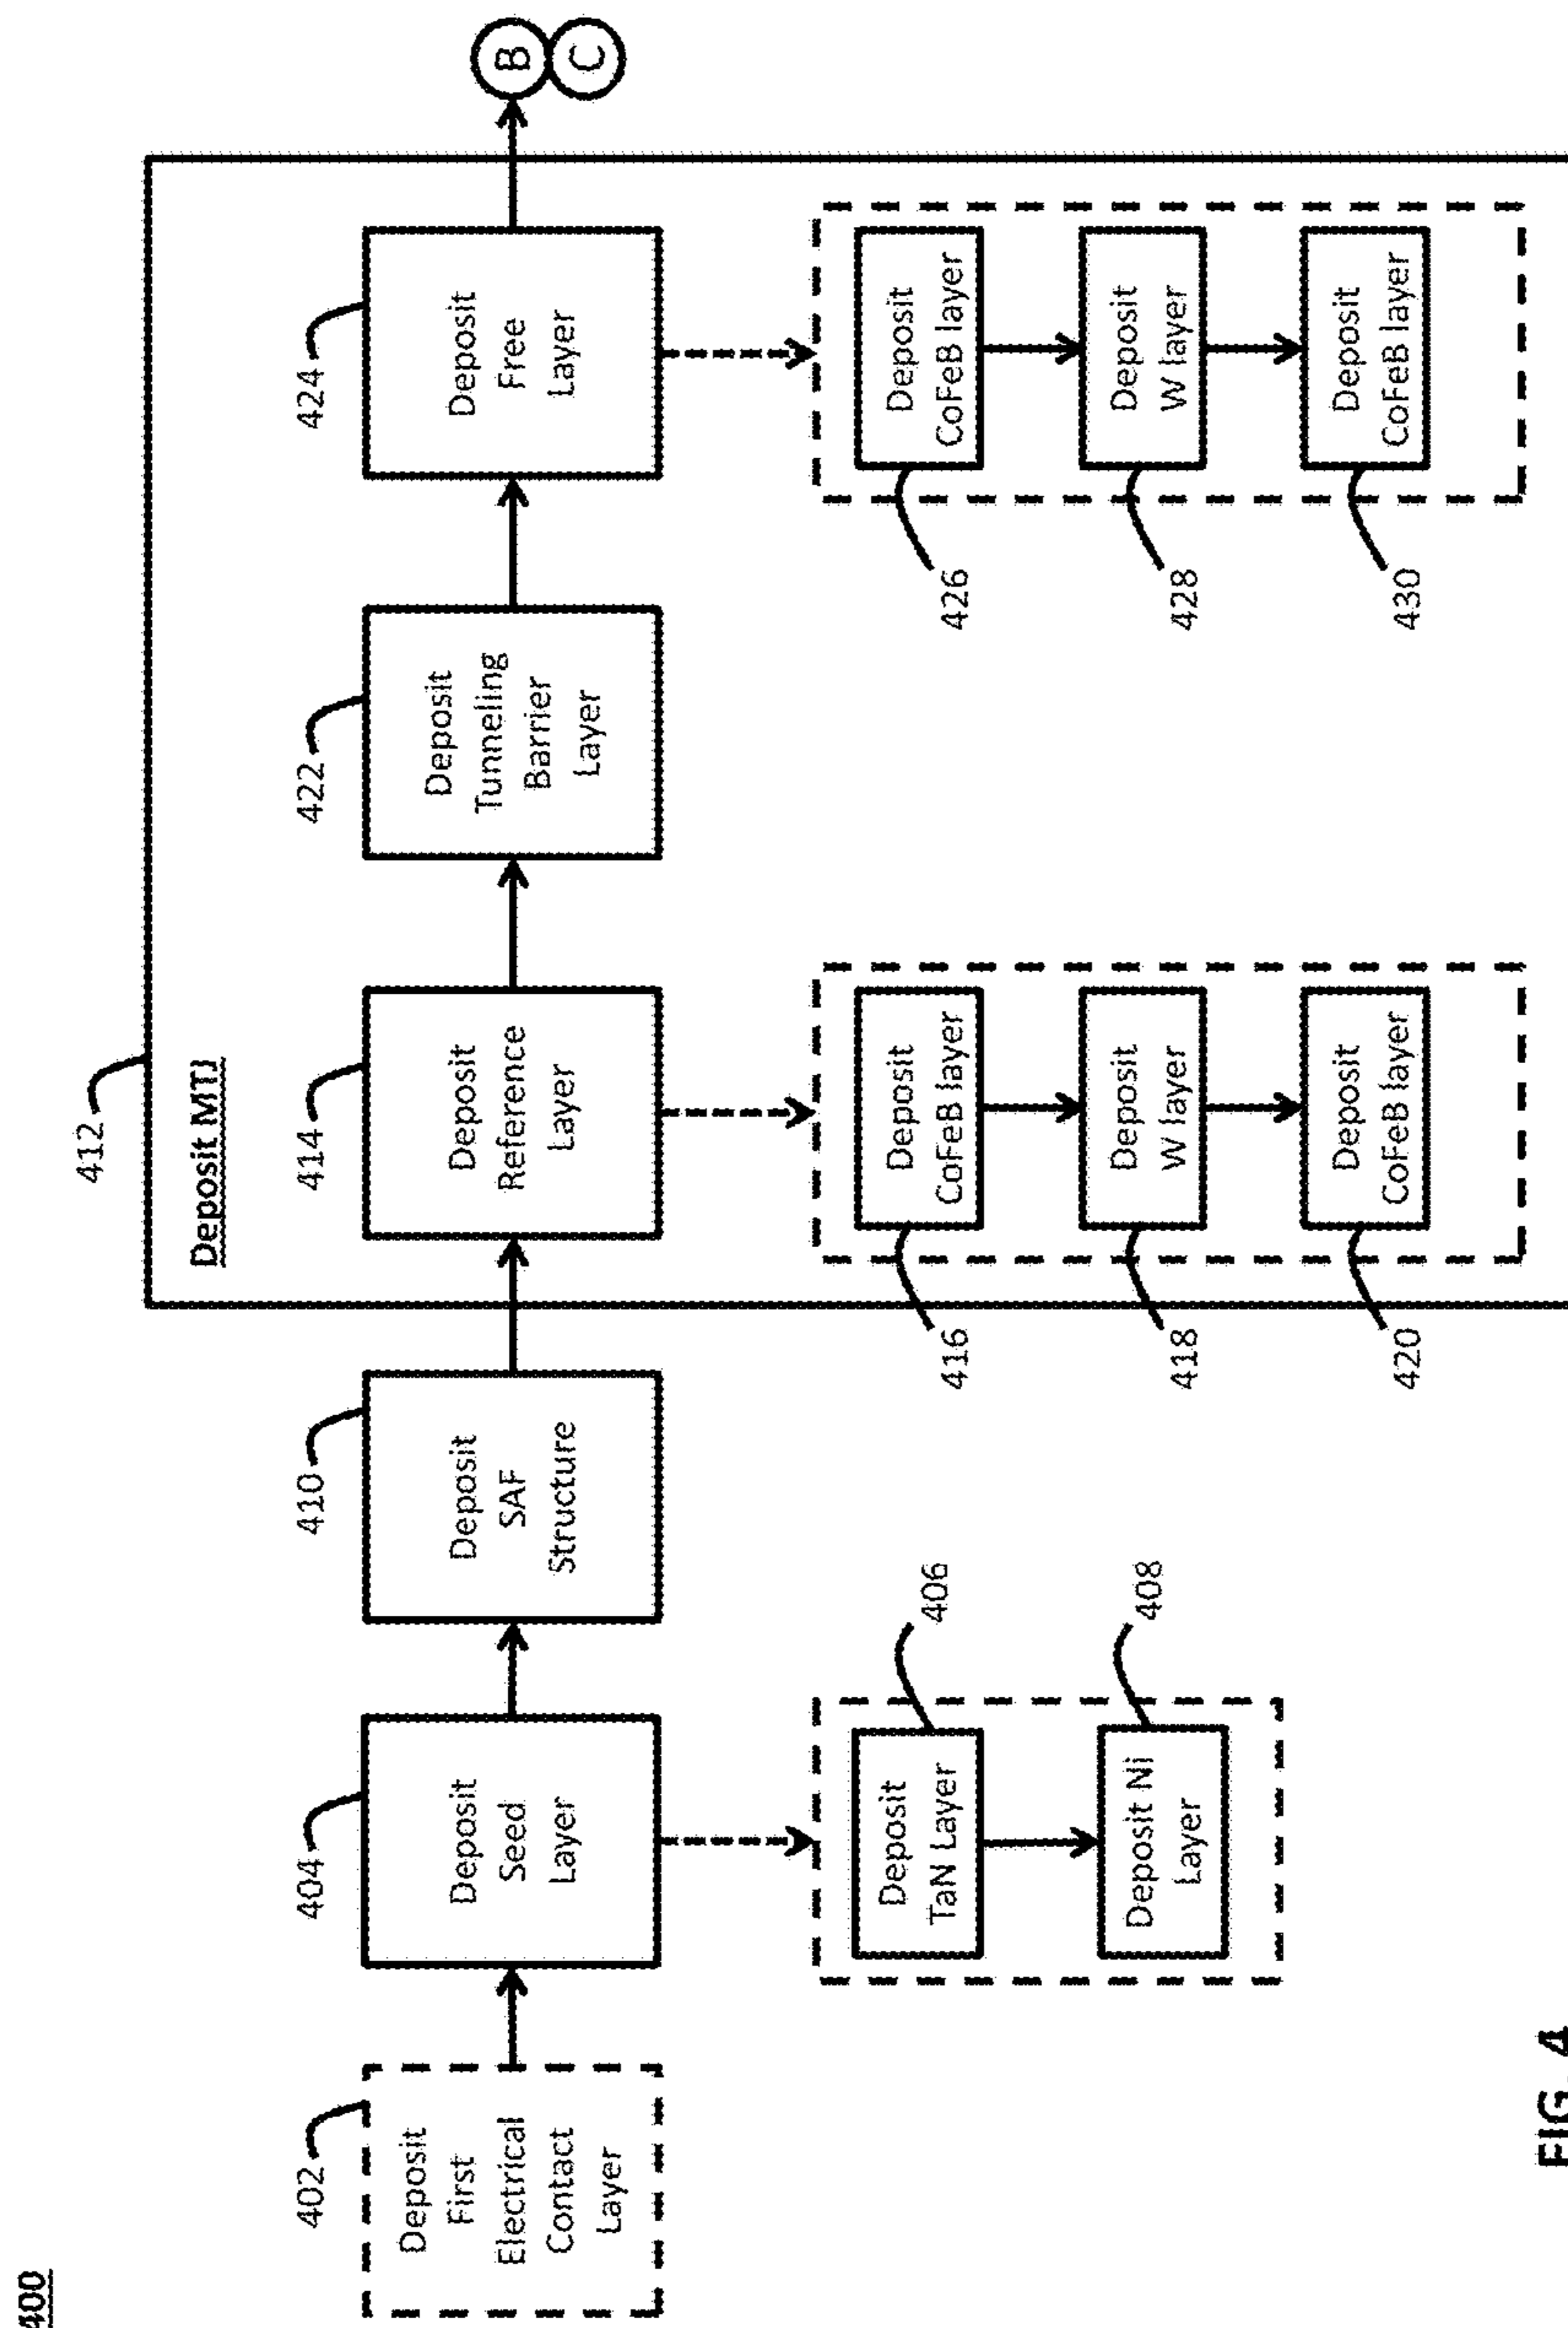 400
412
Deposit MTJ
402
Deposit
First
Electrical
Contact
Layer
404
Deposit
Seed
Layer
410
Deposit
SAF
Structure
414
Deposit
Reference
Layer
422
Deposit
Tunneling
Barrier
Layer
424
Deposit
Free
Layer
B
C
Deposit
TaN Layer
406
Deposit Ni
Layer
408
416
Deposit
CoFeB layer
418
Deposit
W layer
420
Deposit
CoFeB layer
426
Deposit
CoFeB layer
428
Deposit
W layer
430
Deposit
CoFeB layer
FIG. 4